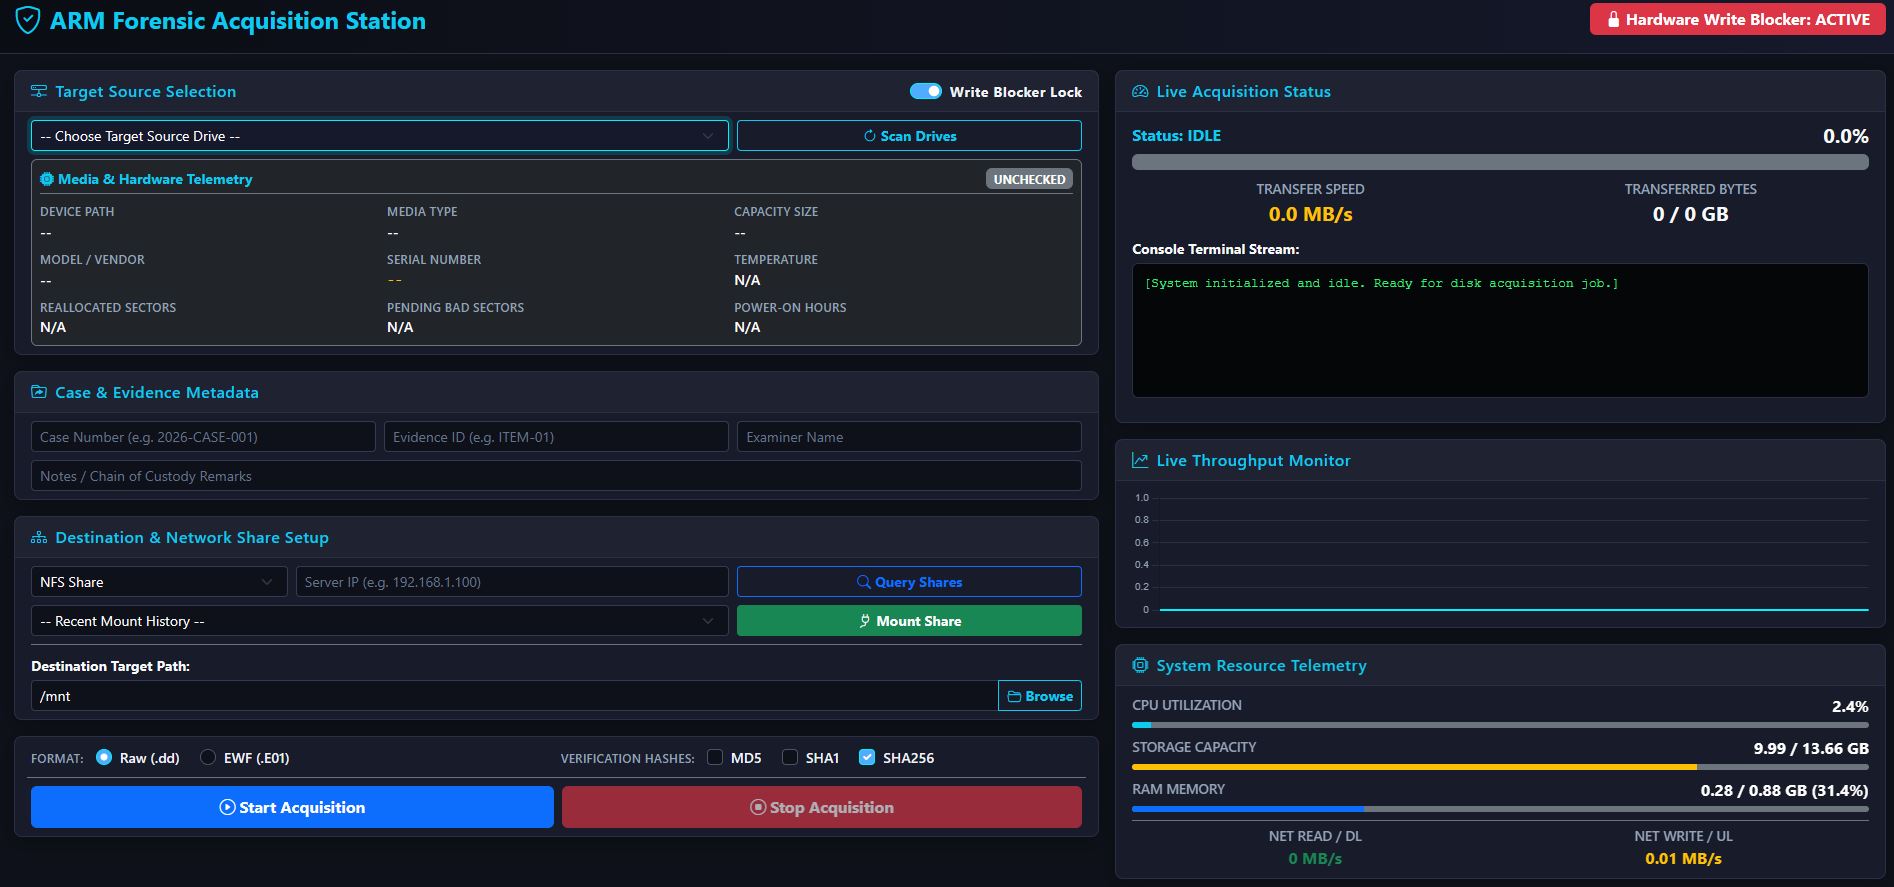 ARM Forensic Acquisition Station
Hardware Write Blocker: ACTIVE
Target Source Selection
Write Blocker Lock
-- Choose Target Source Drive --
Scan Drives
Media & Hardware Telemetry
UNCHECKED
DEVICE PATH
MEDIA TYPE
CAPACITY SIZE
--
--
--
MODEL / VENDOR
SERIAL NUMBER
TEMPERATURE
--
--
N/A
REALLOCATED SECTORS
PENDING BAD SECTORS
POWER-ON HOURS
N/A
N/A
N/A
Case & Evidence Metadata
Case Number (e.g. 2026-CASE-001)
Evidence ID (e.g. ITEM-01)
Examiner Name
Notes / Chain of Custody Remarks
Destination & Network Share Setup
NFS Share
Server IP (e.g. 192.168.1.100)
Query Shares
-- Recent Mount History --
Mount Share
Destination Target Path:
/mnt
Browse
FORMAT:
Raw (.dd)
EWF (.E01)
VERIFICATION HASHES:
MD5
SHA1
SHA256
Start Acquisition
Stop Acquisition
Live Acquisition Status
Status: IDLE
0.0%
TRANSFER SPEED
TRANSFERRED BYTES
0.0 MB/s
0 / 0 GB
Console Terminal Stream:
[System initialized and idle. Ready for disk acquisition job.]
Live Throughput Monitor
1.0
0.8
0.6
0.4
0.2
0
System Resource Telemetry
CPU UTILIZATION
2.4%
STORAGE CAPACITY
9.99 / 13.66 GB
RAM MEMORY
0.28 / 0.88 GB (31.4%)
NET READ / DL
NET WRITE / UL
0 MB/s
0.01 MB/s